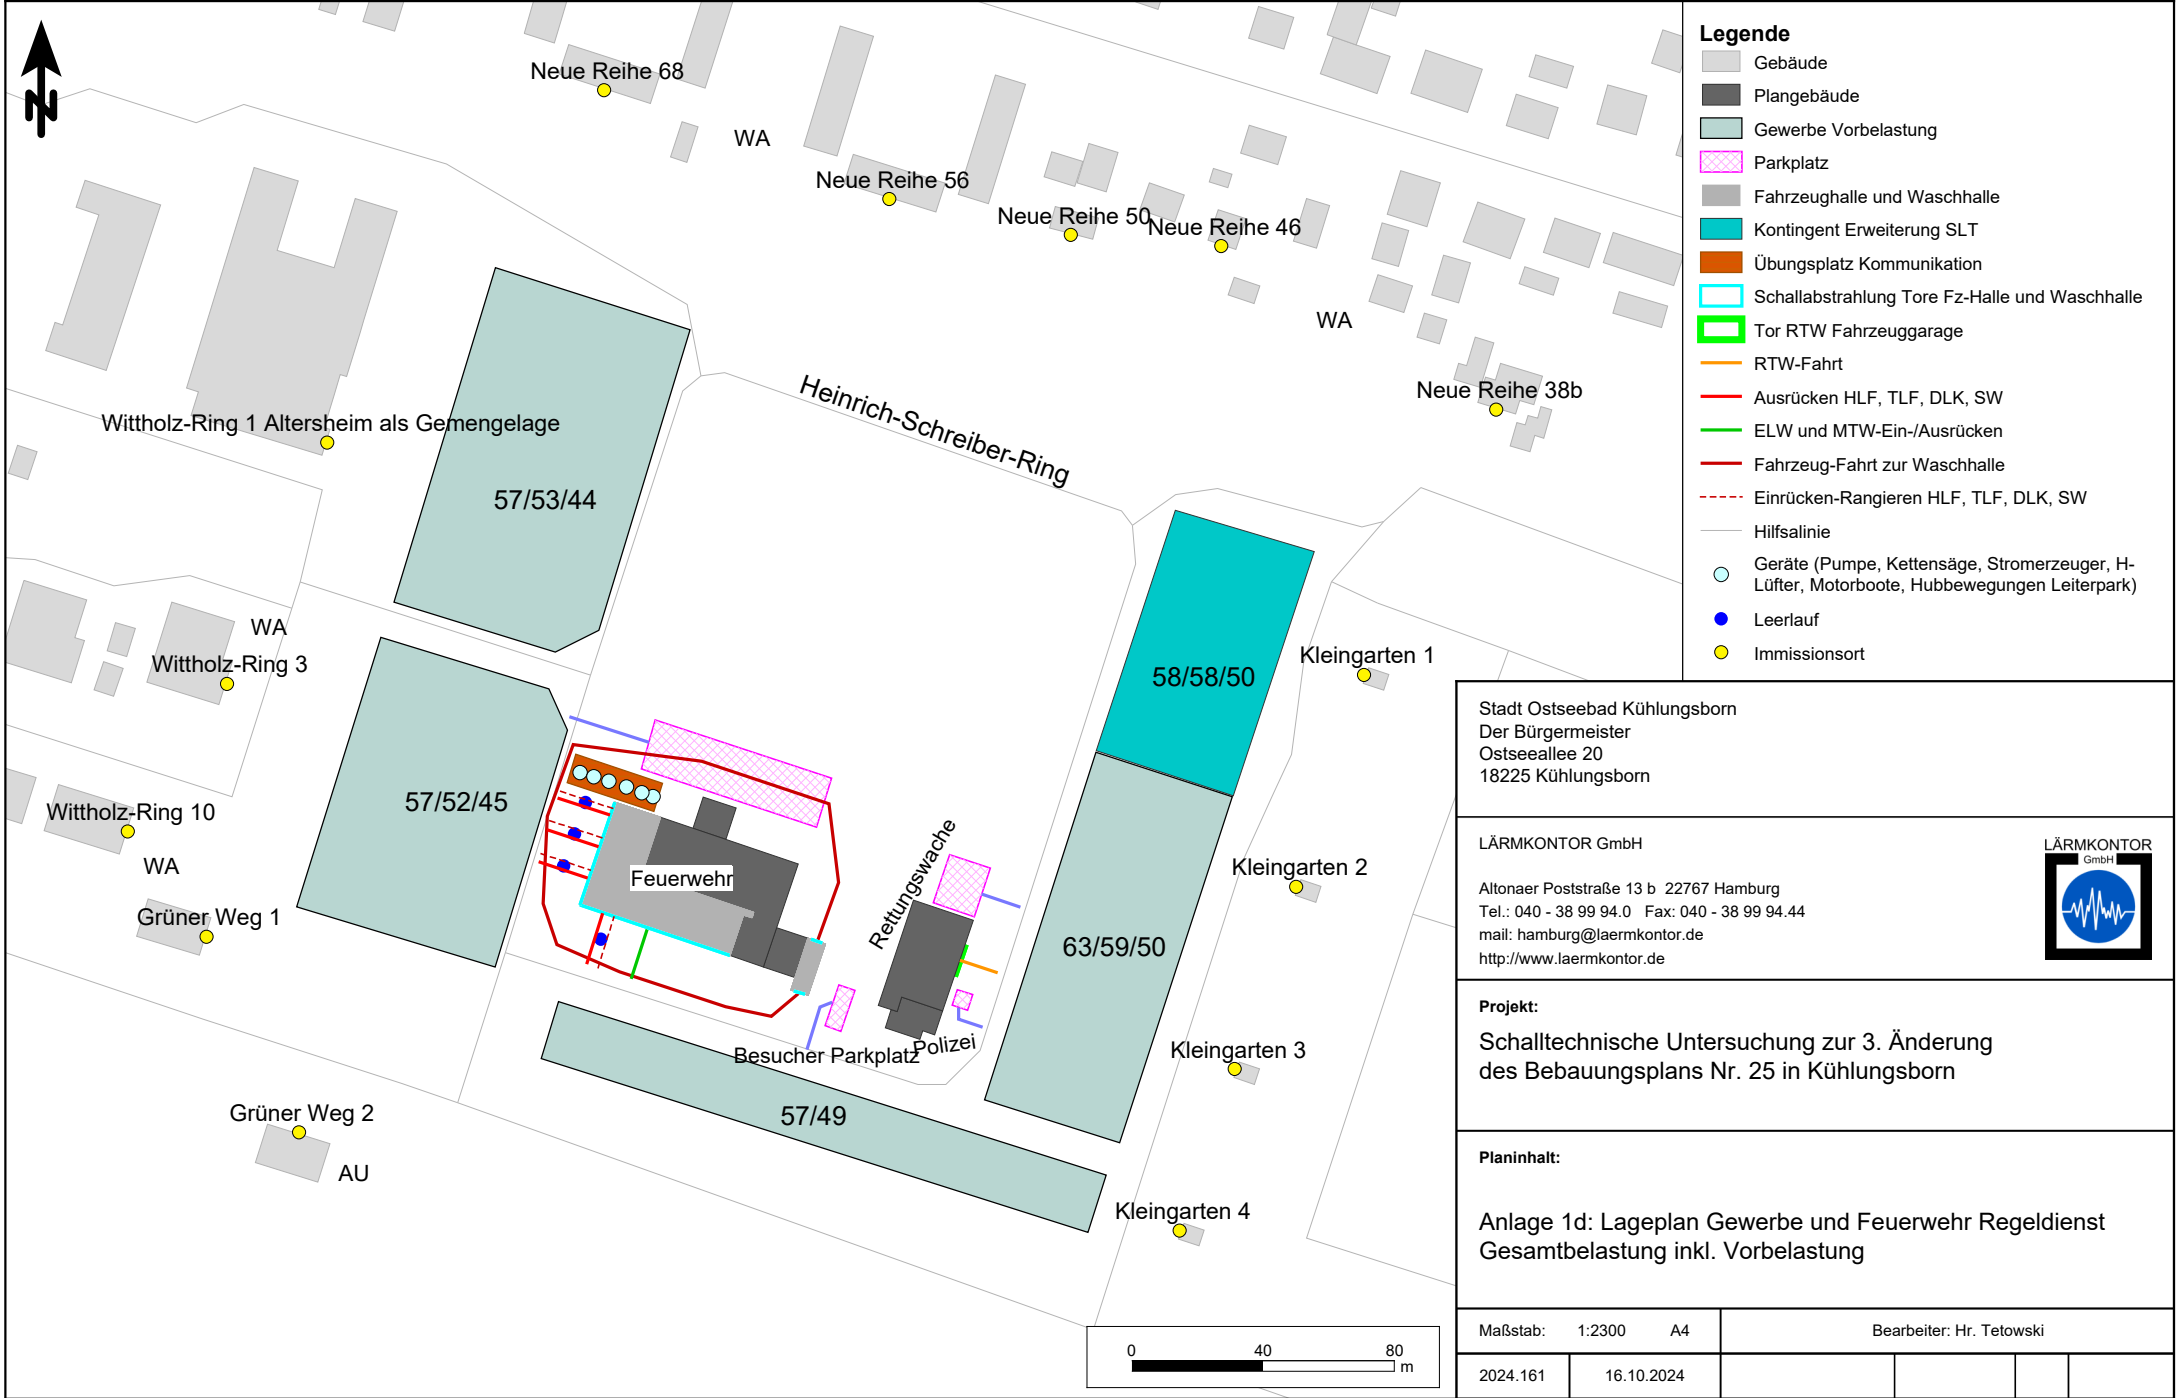 N
Neue Reihe 68
WA
Neue Reihe 56
Neue Reihe 50
Neue Reihe 46
WA
Neue Reihe 38b
Heinrich-Schreiber-Ring
Wittholz-Ring 1 Altersheim als Gemengelage
57/53/44
WA
Wittholz-Ring 3
58/58/50
Kleingarten 1
57/52/45
Wittholz-Ring 10
WA
Feuerwehr
Rettungswache
Kleingarten 2
Grüner Weg 1
63/59/50
Besucher Parkplatz
Polizei
Kleingarten 3
57/49
Grüner Weg 2
AU
Kleingarten 4
0 40 80
m
Legende
Gebäude
Plangebäude
Gewerbe Vorbelastung
Parkplatz
Fahrzeughalle und Waschhalle
Kontingent Erweiterung SLT
Übungsplatz Kommunikation
Schallabstrahlung Tore Fz-Halle und Waschhalle
Tor RTW Fahrzeuggarage
RTW-Fahrt
Ausrücken HLF, TLF, DLK, SW
ELW und MTW-Ein-/Ausrücken
Fahrzeug-Fahrt zur Waschhalle
Einrücken-Rangieren HLF, TLF, DLK, SW
Hilfsalinie
Geräte (Pumpe, Kettensäge, Stromerzeuger, H-
Lüfter, Motorboote, Hubbewegungen Leiterpark)
Leerlauf
Immissionsort
Stadt Ostseebad Kühlungsborn
Der Bürgermeister
Ostseeallee 20
18225 Kühlungsborn
LÄRMKONTOR GmbH
Altonaer Poststraße 13 b 22767 Hamburg
Tel.: 040 - 38 99 94.0 Fax: 040 - 38 99 94.44
mail: hamburg@laermkontor.de
http://www.laermkontor.de
LÄRMKONTOR
GmbH
Projekt:
Schalltechnische Untersuchung zur 3. Änderung
des Bebauungsplans Nr. 25 in Kühlungsborn
Planinhalt:
Anlage 1d: Lageplan Gewerbe und Feuerwehr Regeldienst
Gesamtbelastung inkl. Vorbelastung
Maßstab: 1:2300 A4
Bearbeiter: Hr. Tetowski
2024.161
16.10.2024